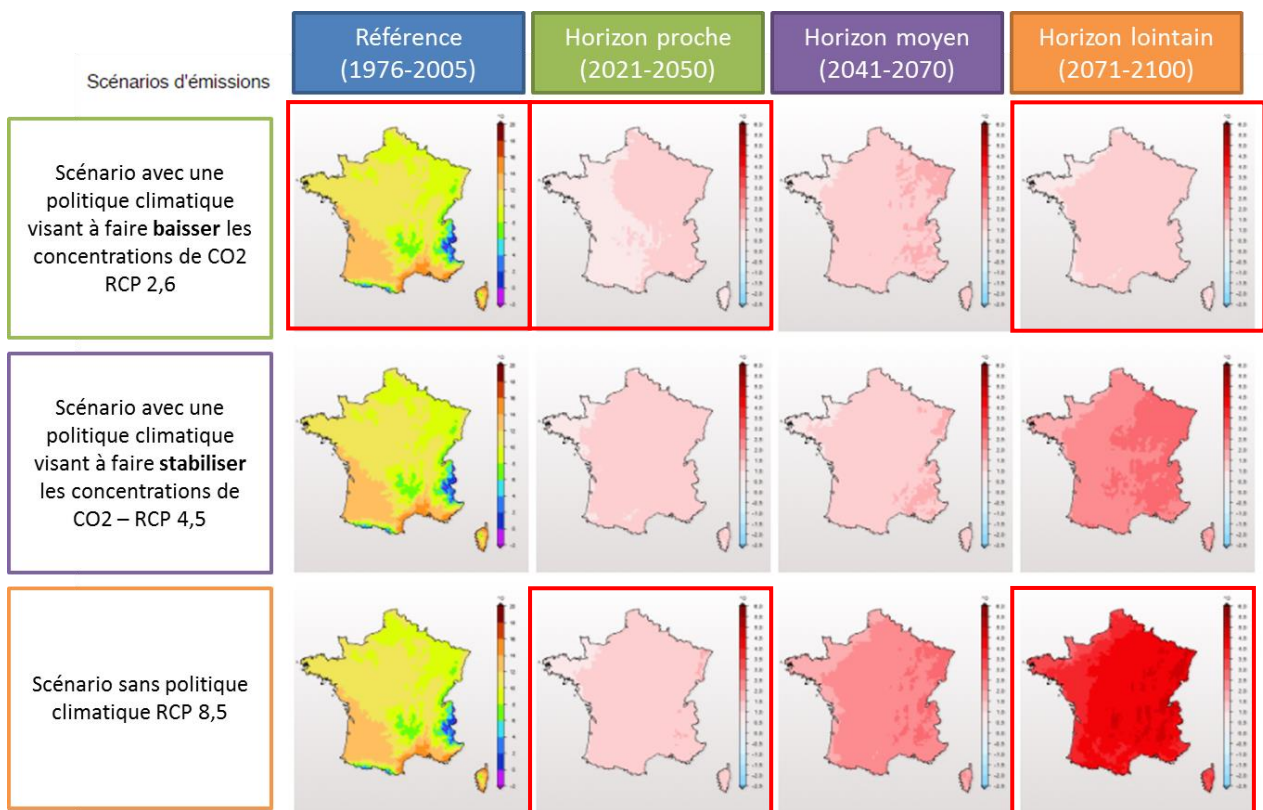 Référence
(1976-2005)
Horizon proche
(2021-2050)
Horizon moyen
(2041-2070)
Horizon lointain
(2071-2100)
Scénarios d'émissions
Scénario avec une
politique climatique
visant à faire baisser les
concentrations de CO2
RCP 2,6
Scénario avec une
politique climatique
visant à faire stabiliser
les concentrations de
CO2 – RCP 4,5
Scénario sans politique
climatique RCP 8,5